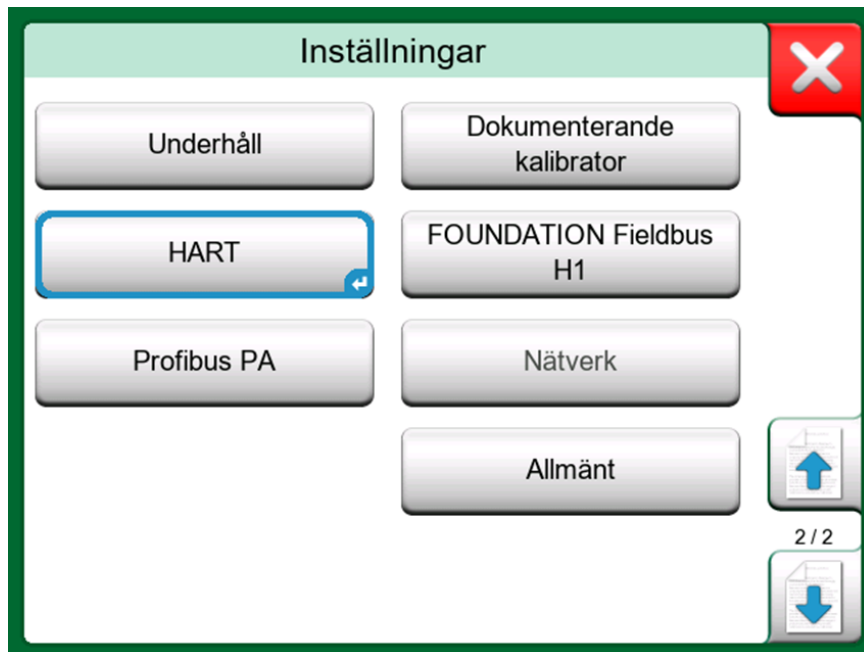 Inställningar
Underhåll
Dokumenterande
kalibrator
HART
FOUNDATION Fieldbus
H1
Profibus PA
Nätverk
Allmänt
2 / 2